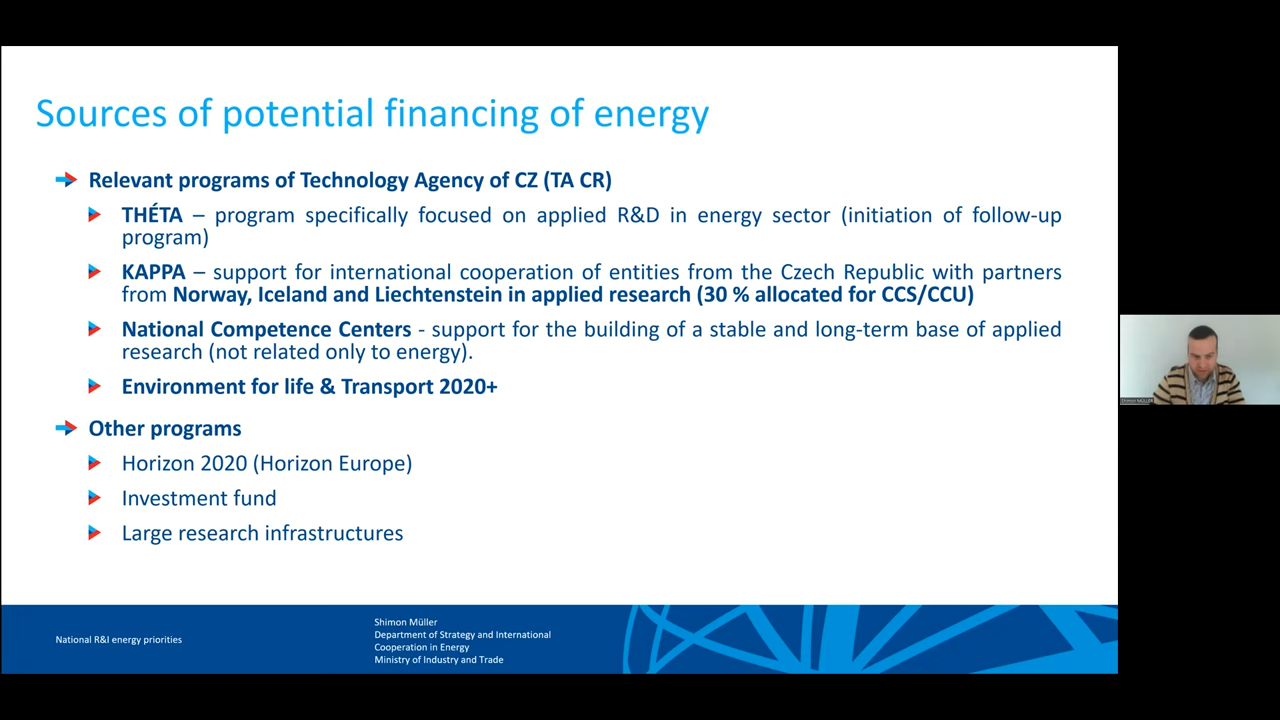 Sources of potential financing of energy
Relevant programs of Technology Agency of CZ (TA CR)
THÉTA – program specifically focused on applied R&D in energy sector (initiation of follow-up
program)
KAPPA – support for international cooperation of entities from the Czech Republic with partners
from Norway, Iceland and Liechtenstein in applied research (30 % allocated for CCS/CCU)
National Competence Centers - support for the building of a stable and long-term base of applied
research (not related only to energy).
Environment for life & Transport 2020+
Other programs
Horizon 2020 (Horizon Europe)
Investment fund
Large research infrastructures
National R&I energy priorities
Shimon Müller
Department of Strategy and International
Cooperation in Energy
Ministry of Industry and Trade
Shimon MÜLLER